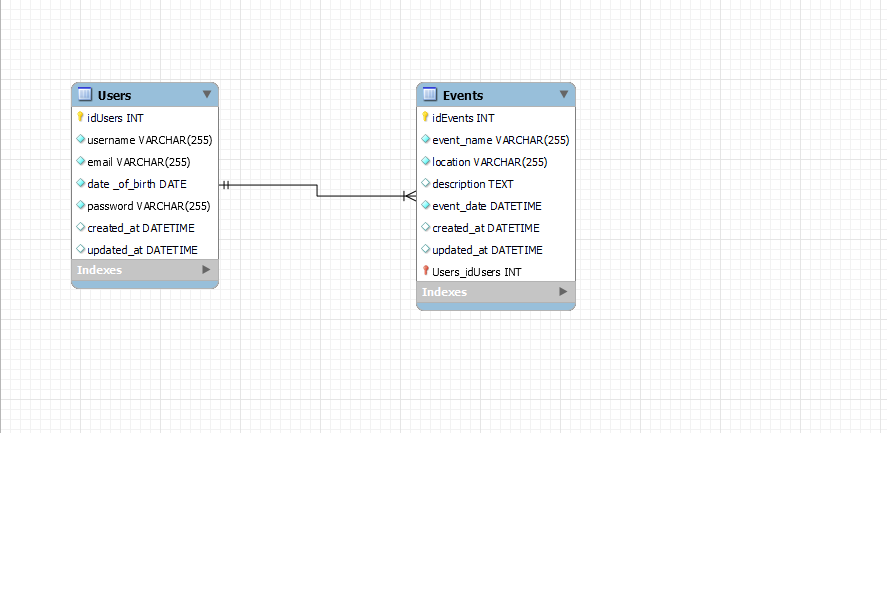 Users
idUsers INT
username VARCHAR(255)
email VARCHAR(255)
date _of_birth DATE
password VARCHAR(255)
created_at DATETIME
updated_at DATETIME
Indexes
Events
idEvents INT
event_name VARCHAR(255)
location VARCHAR(255)
description TEXT
event_date DATETIME
created_at DATETIME
updated_at DATETIME
Users_idUsers INT
Indexes